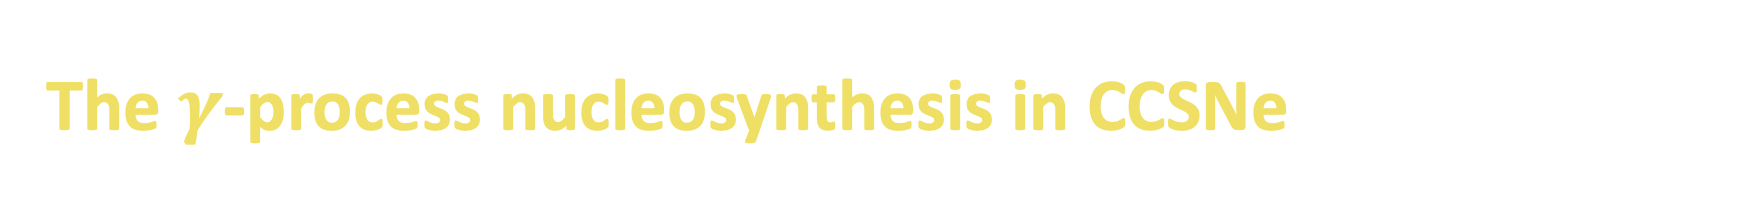 The γ-process nucleosynthesis in CCSNe